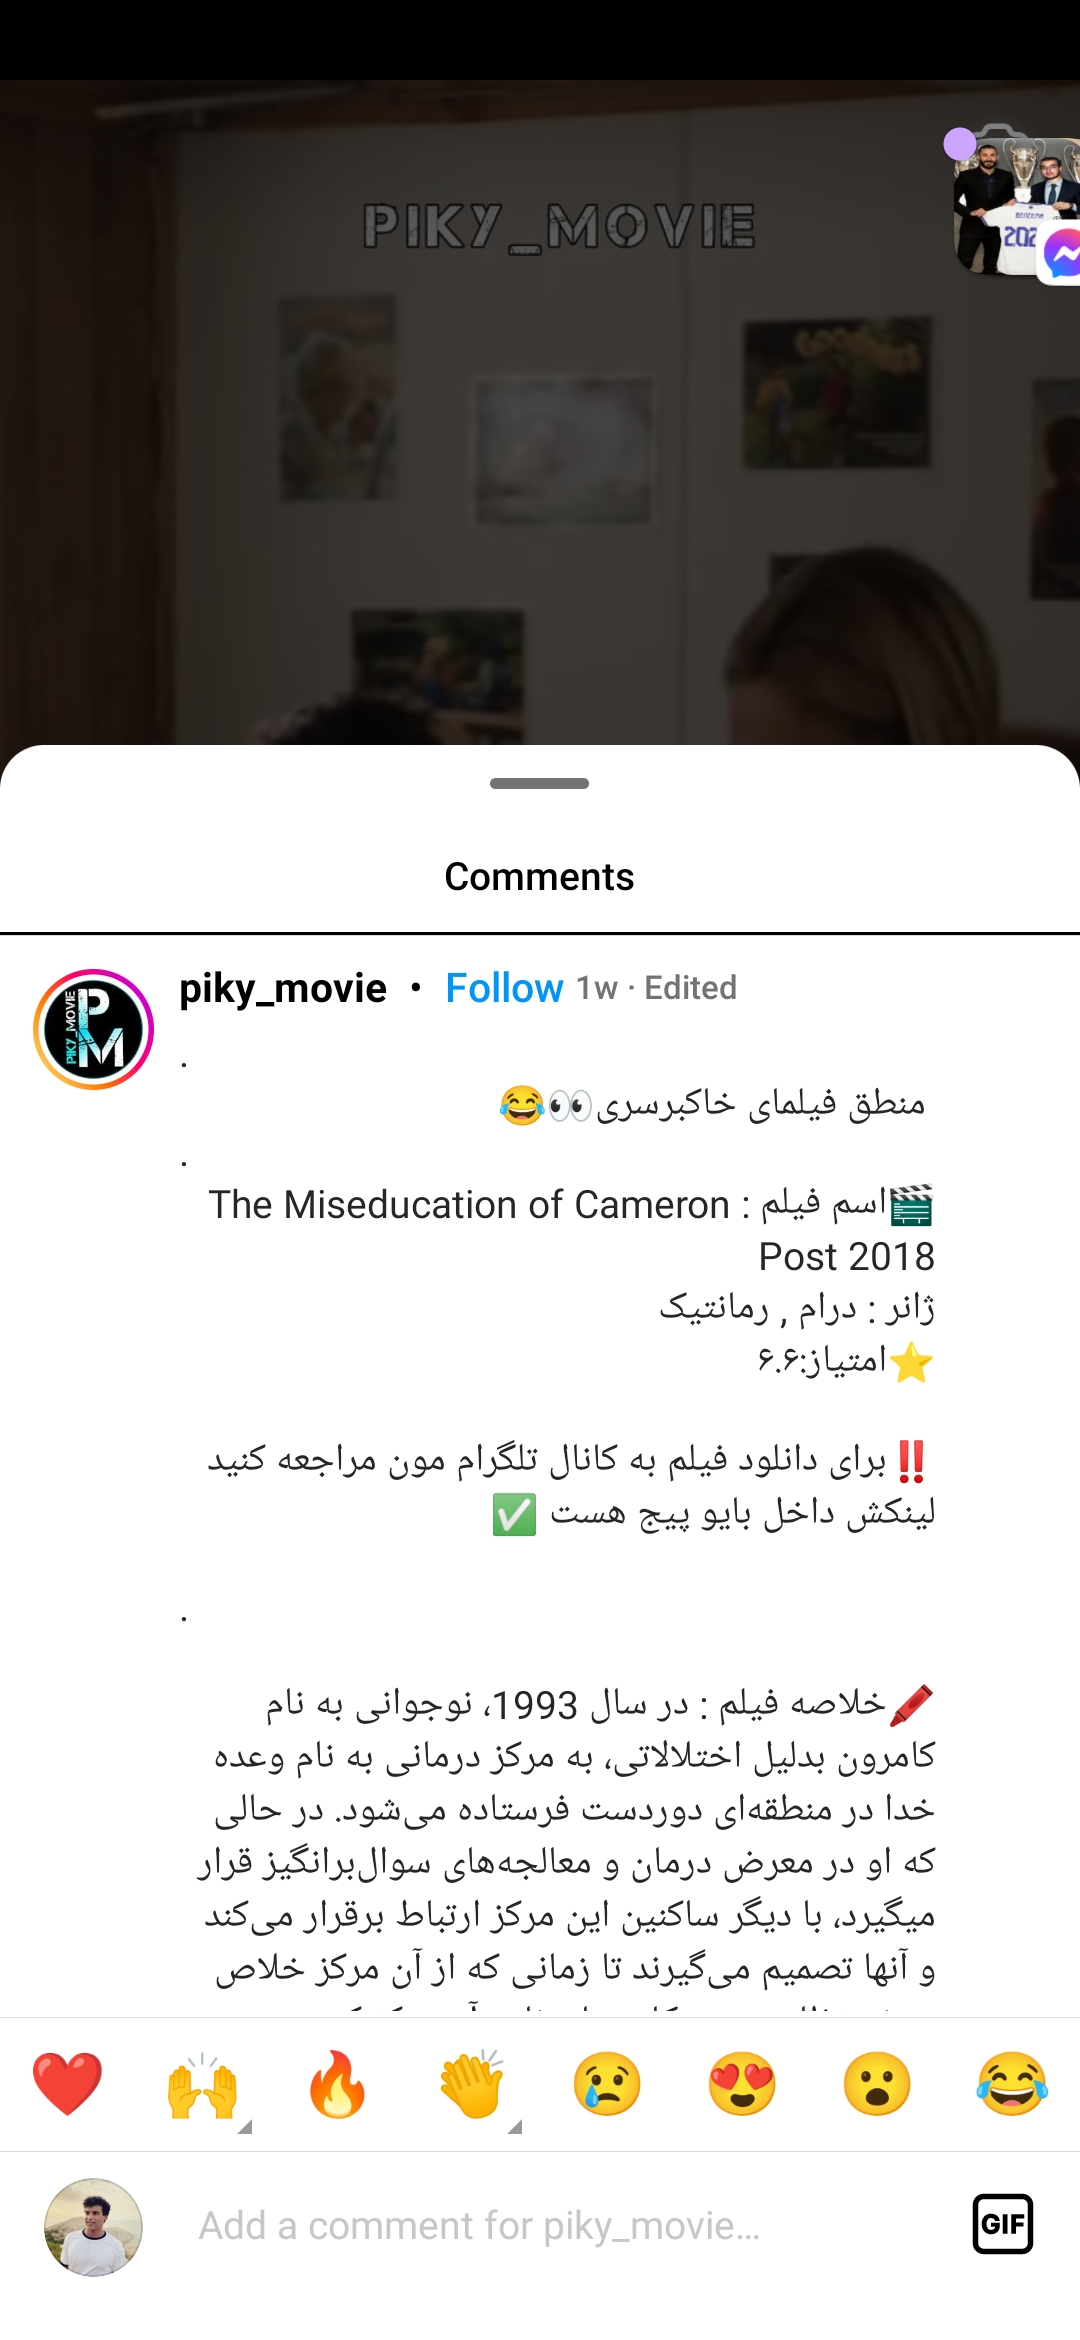 PIKY_MOVIE
BENZEMA
202
Comments
PIKY_MOVIE
PM
piky_movie • Follow 1w · Edited
.
منطق فیلمای خاکبرسری👀😂
.
🎬اسم فیلم : The Miseducation of Cameron
Post 2018
ژانر : درام , رمانتیک
⭐امتیاز:۶.۶
‼️برای دانلود فیلم به کانال تلگرام مون مراجعه کنید
لینکش داخل بایو پیج هست ✅
.
🖍️خلاصه فیلم : در سال 1993، نوجوانی به نام
کامرون بدلیل اختلالاتی، به مرکز درمانی به نام وعده
خدا در منطقه‌ای دوردست فرستاده می‌شود. در حالی
که او در معرض درمان و معالجه‌های سوال‌برانگیز قرار
میگیرد، با دیگر ساکنین این مرکز ارتباط برقرار می‌کند
و آنها تصمیم می‌گیرند تا زمانی که از آن مرکز خلاص
Add a comment for piky_movie...
GIF